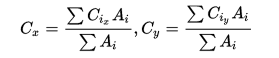 $C_x = \frac{\sum C_{i_x} A_i}{\sum A_i}, C_y = \frac{\sum C_{i_y} A_i}{\sum A_i}$